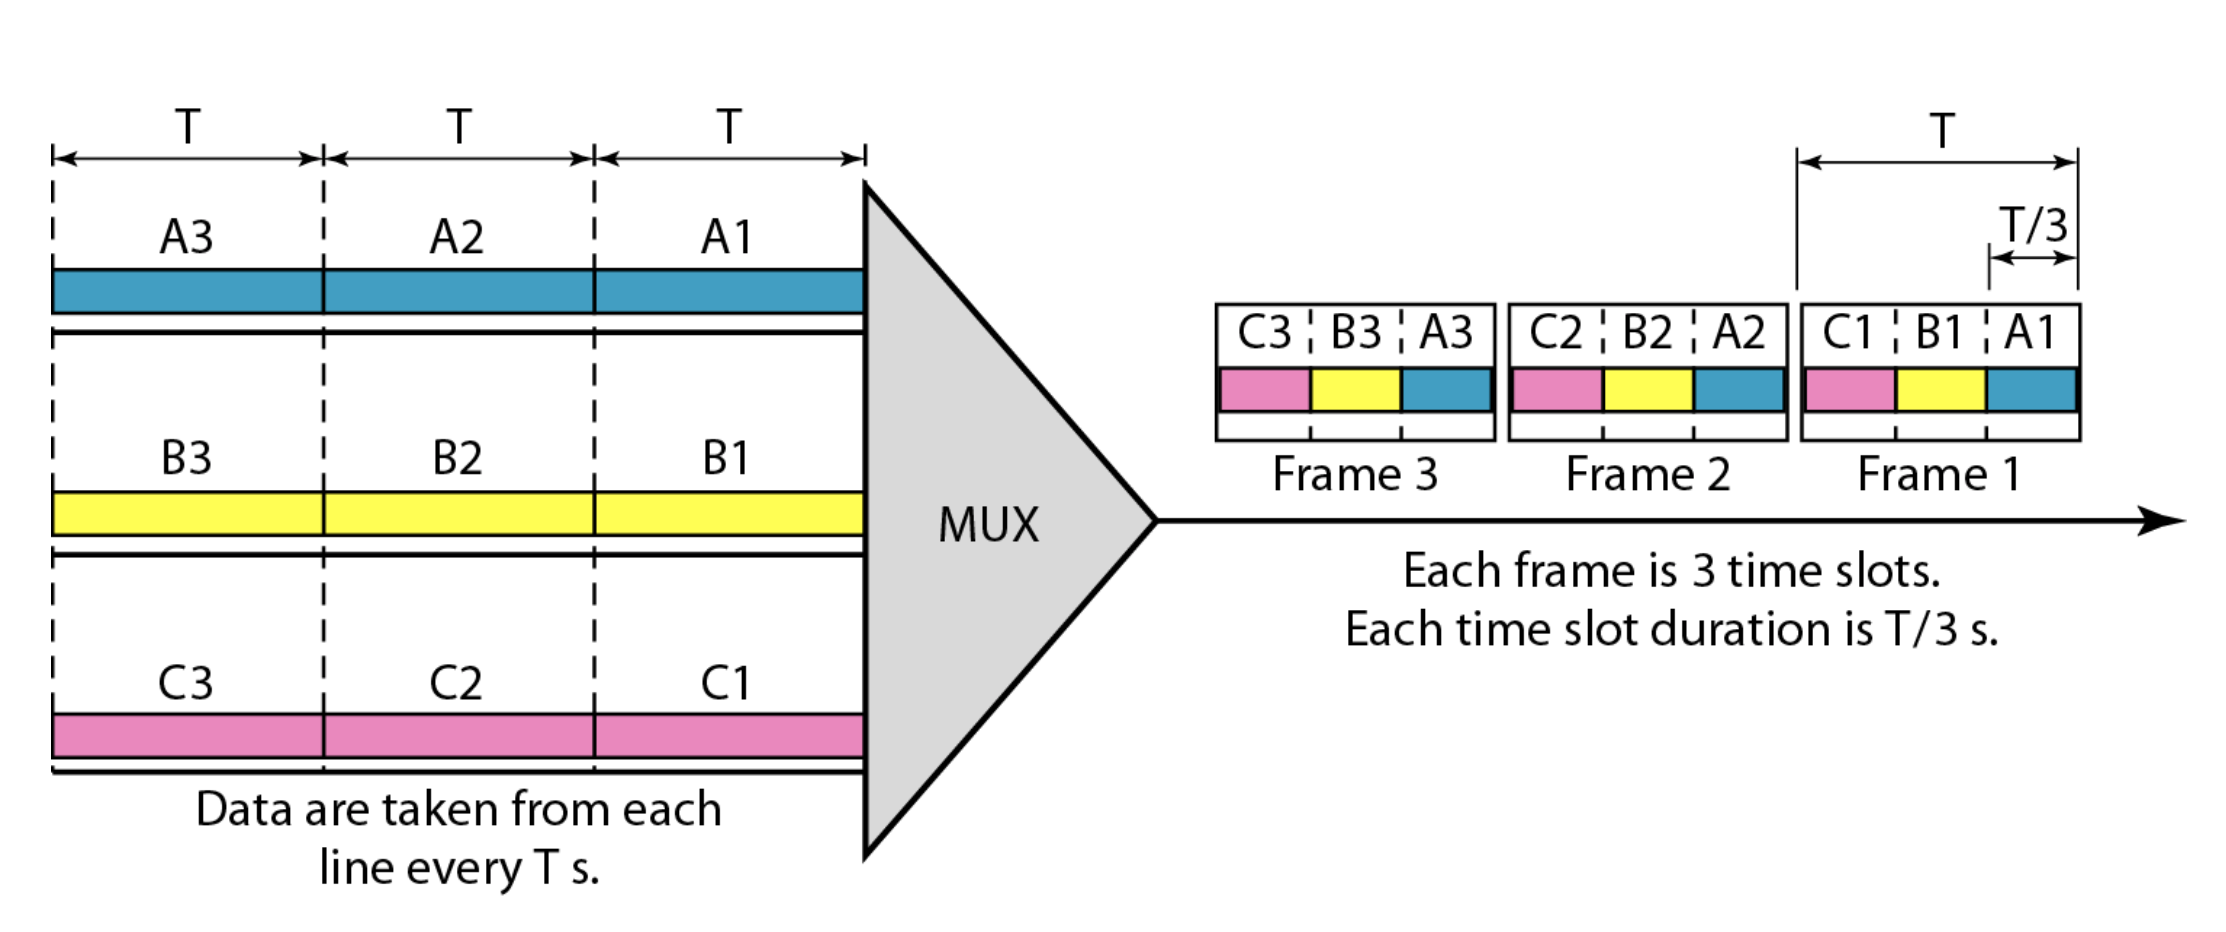 T T T
T
A3 A2 A1
T/3
C3 B3 A3 C2 B2 A2 C1 B1 A1
B3 B2 B1
Frame 3 Frame 2 Frame 1
MUX
Each frame is 3 time slots.
Each time slot duration is T/3 s.
C3 C2 C1
Data are taken from each
line every T s.